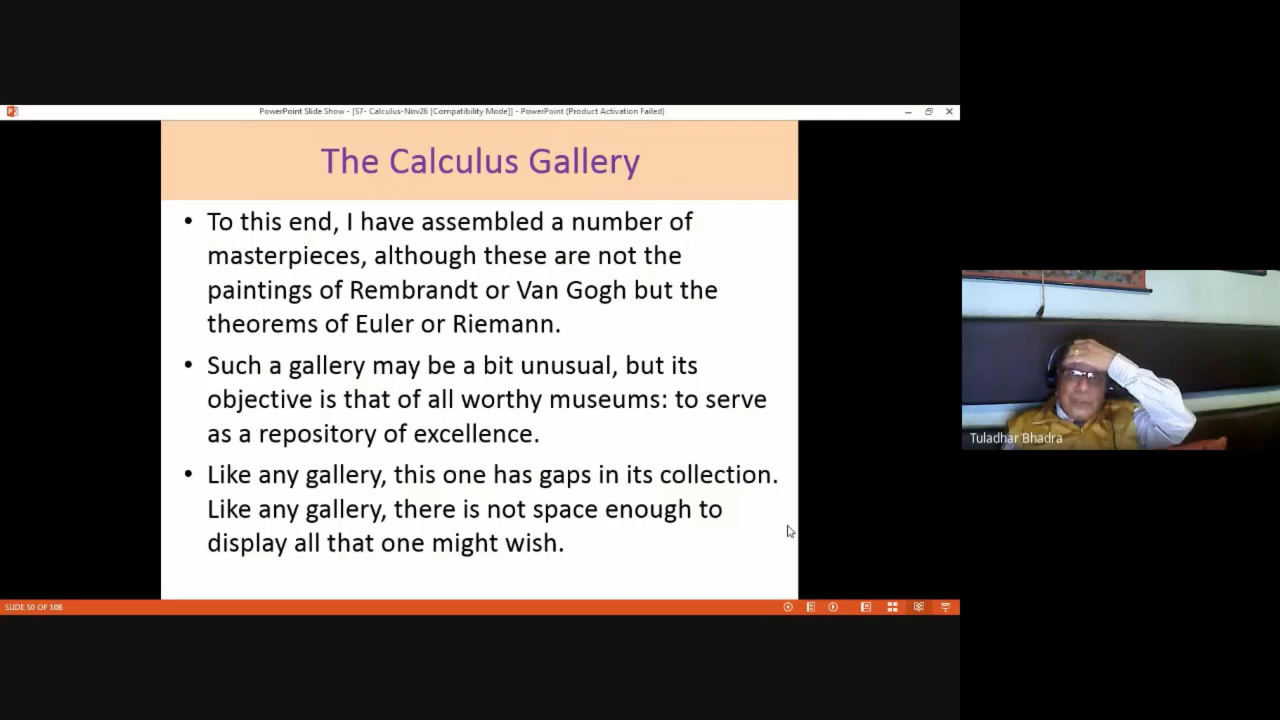 PowerPoint Slide Show - [57- Calculus-Nov26 [Compatibility Mode]] - PowerPoint (Product Activation Failed)
The Calculus Gallery
• To this end, I have assembled a number of
masterpieces, although these are not the
paintings of Rembrandt or Van Gogh but the
theorems of Euler or Riemann.
• Such a gallery may be a bit unusual, but its
objective is that of all worthy museums: to serve
as a repository of excellence.
• Like any gallery, this one has gaps in its collection.
Like any gallery, there is not space enough to
display all that one might wish.
Tuladhar Bhadra
SLIDE 50 OF 108